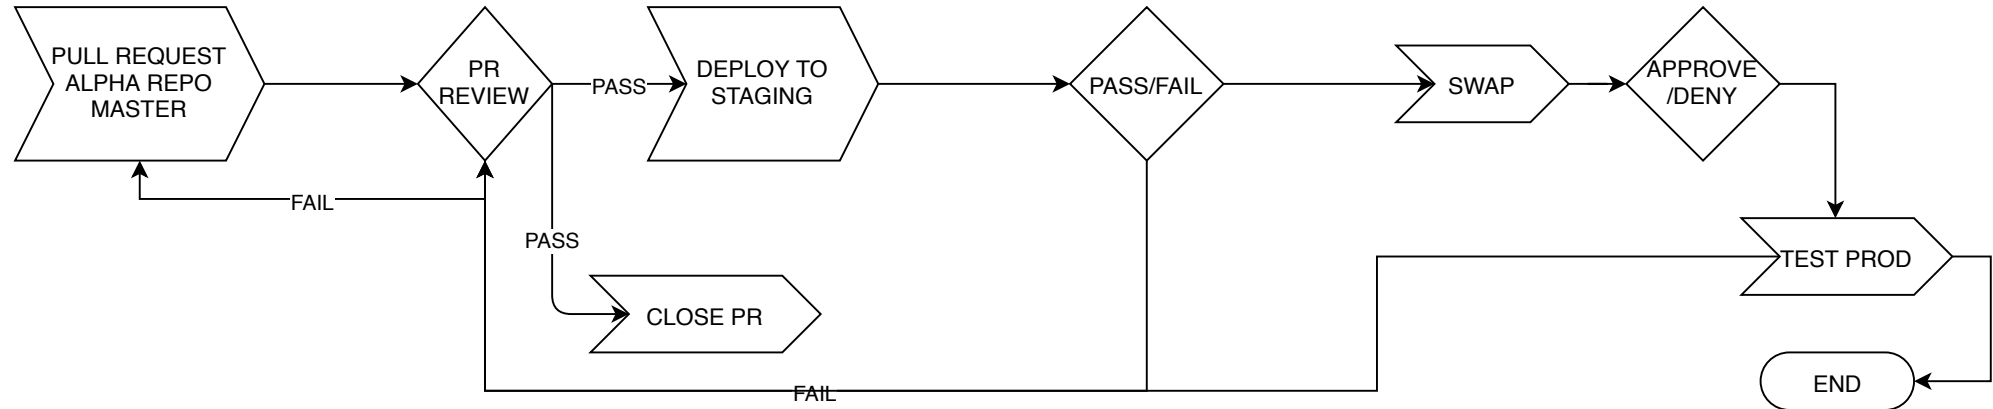 PULL REQUEST
ALPHA REPO
MASTER
PR
REVIEW
PASS
DEPLOY TO
STAGING
PASS/FAIL
SWAP
APPROVE
/DENY
FAIL
PASS
TEST PROD
CLOSE PR
FAIL
END